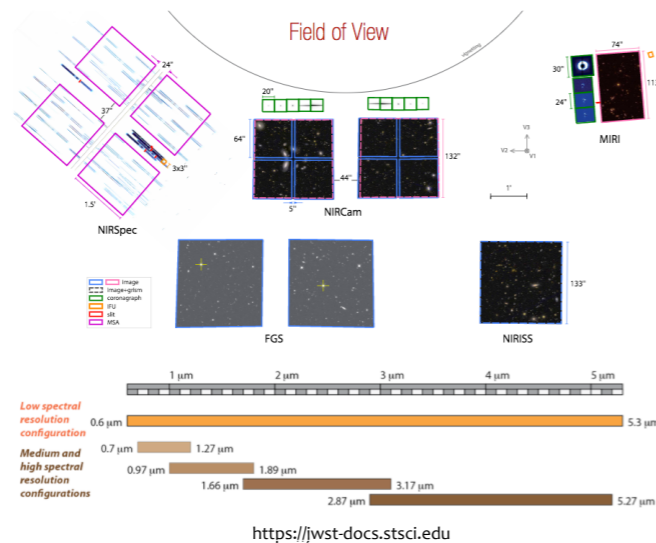 Field of View
vignetting
24"
37"
3x3"
1.5'
NIRSpec
20"
64"
44"
5"
132"
NIRCam
74"
30"
24"
MIRI
V3
V2
V1
1'
image
image+grism
coronagraph
IFU
slit
MSA
FGS
133"
NIRISS
1 µm
2 µm
3 µm
4 µm
5 µm
Low spectral
resolution
configuration
0.6 µm
5.3 µm
Medium and
high spectral
resolution
configurations
0.7 µm
1.27 µm
0.97 µm
1.89 µm
1.66 µm
3.17 µm
2.87 µm
5.27 µm
https://jwst-docs.stsci.edu